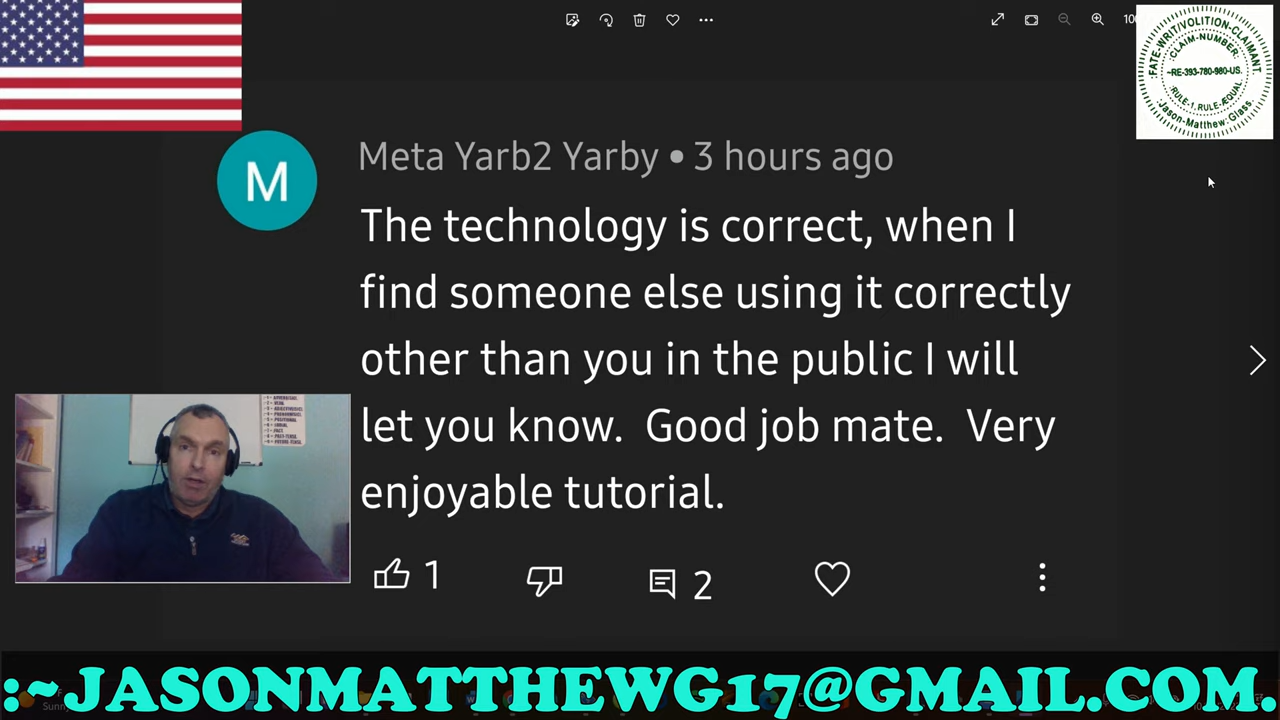 :FATE-WRIT/VOLITION-CLAIMANT.
CLAIM-NUMBER:
~RE-393-780-980-US.
:RULE-1, RULE-ÆQUAL.
:Jason-Matthew: Glass.
M
Meta Yarb2 Yarby • 3 hours ago
The technology is correct, when I
find someone else using it correctly
other than you in the public I will
let you know. Good job mate. Very
enjoyable tutorial.
1
2
:~JASONMATTHEWG17@GMAIL.COM.